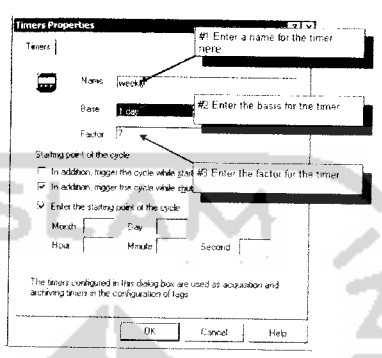 Timers Properties
Timers
#1 Enter a name for the timer
here
Name weekly
Base 1 day
#2 Enter the basis for the timer
Factor 7
Starting point of the cycle
In addition, trigger the cycle while start
#3 Enter the factor for the timer
In addition, trigger the cycle while shut
Enter the starting point of the cycle
Month Day
Hour Minute Second
The timers configured in this dialog box are used as acquisition and
archiving timers in the configuration of tags
OK Cancel Help